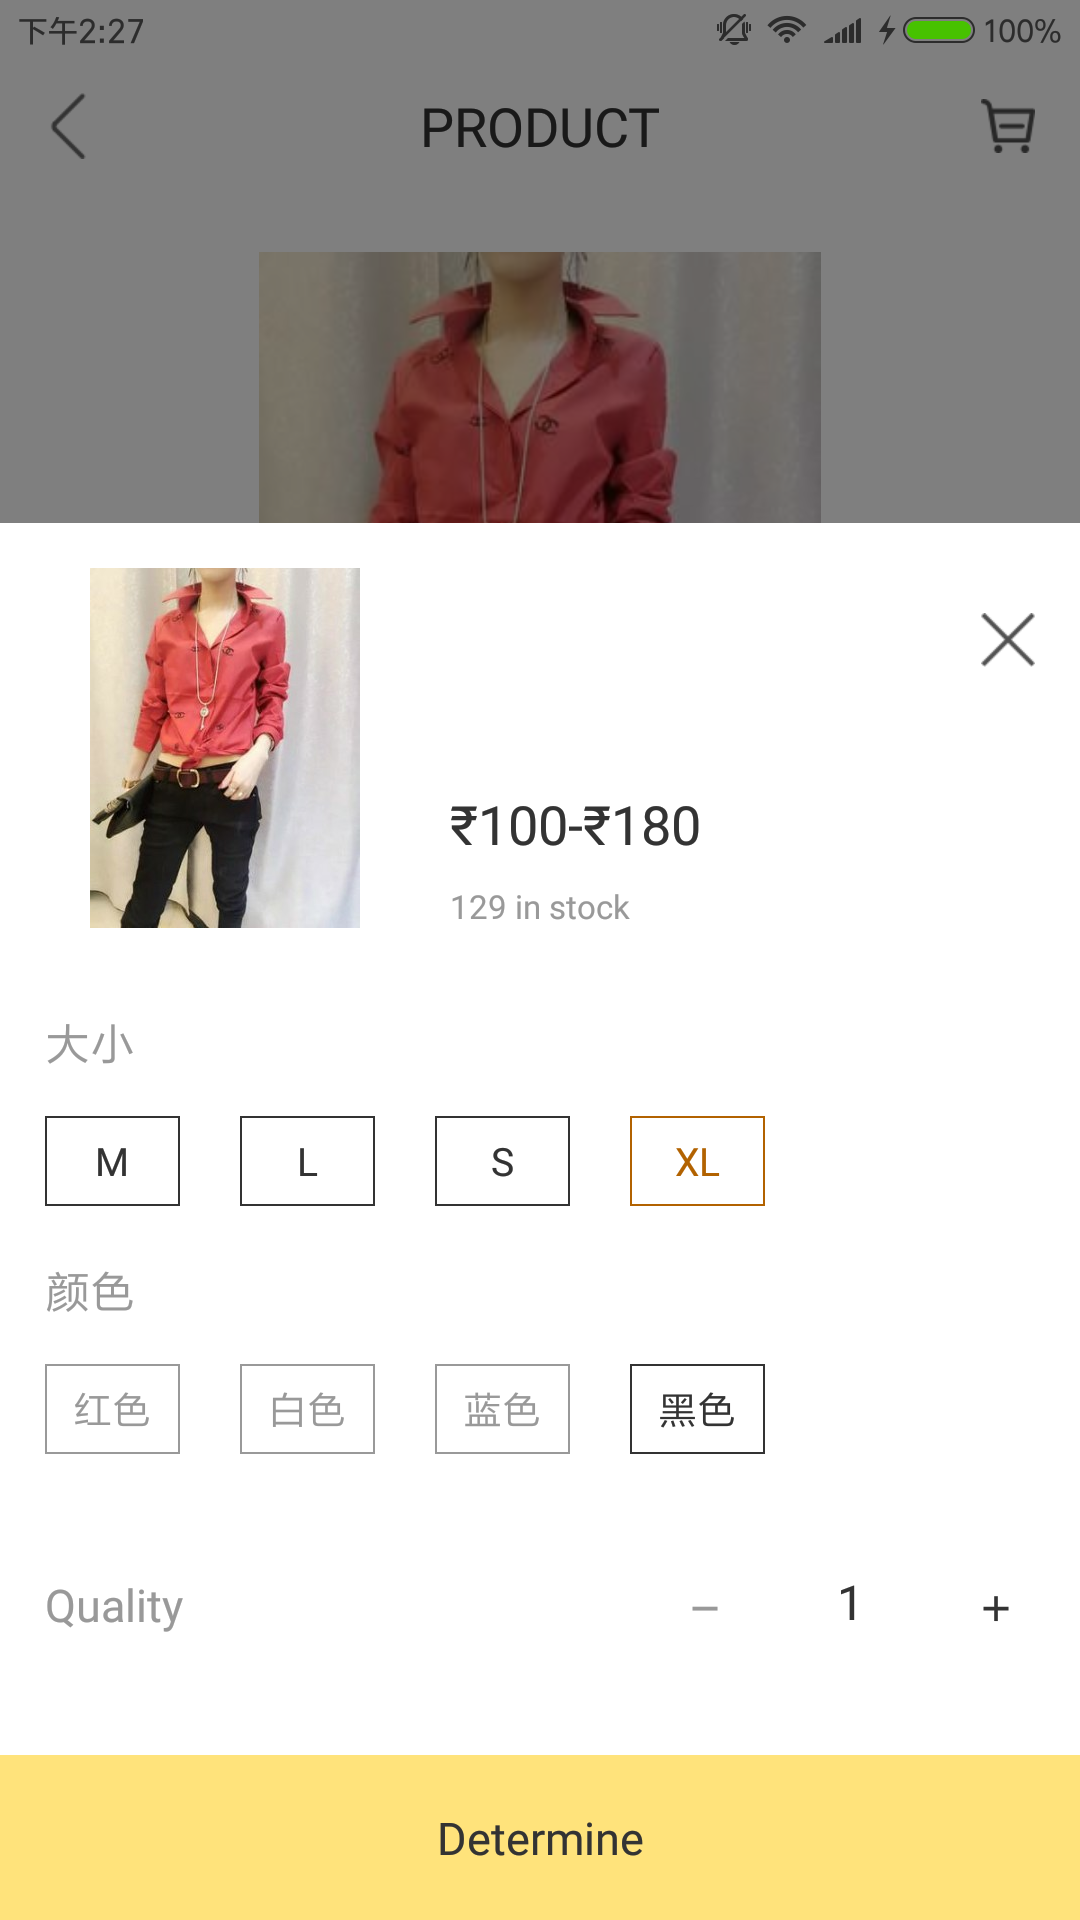 下午2:27
100%
PRODUCT
₹100-₹180
129 in stock
大小
M L S XL
颜色
红色 白色 蓝色 黑色
Quality − 1 +
Determine